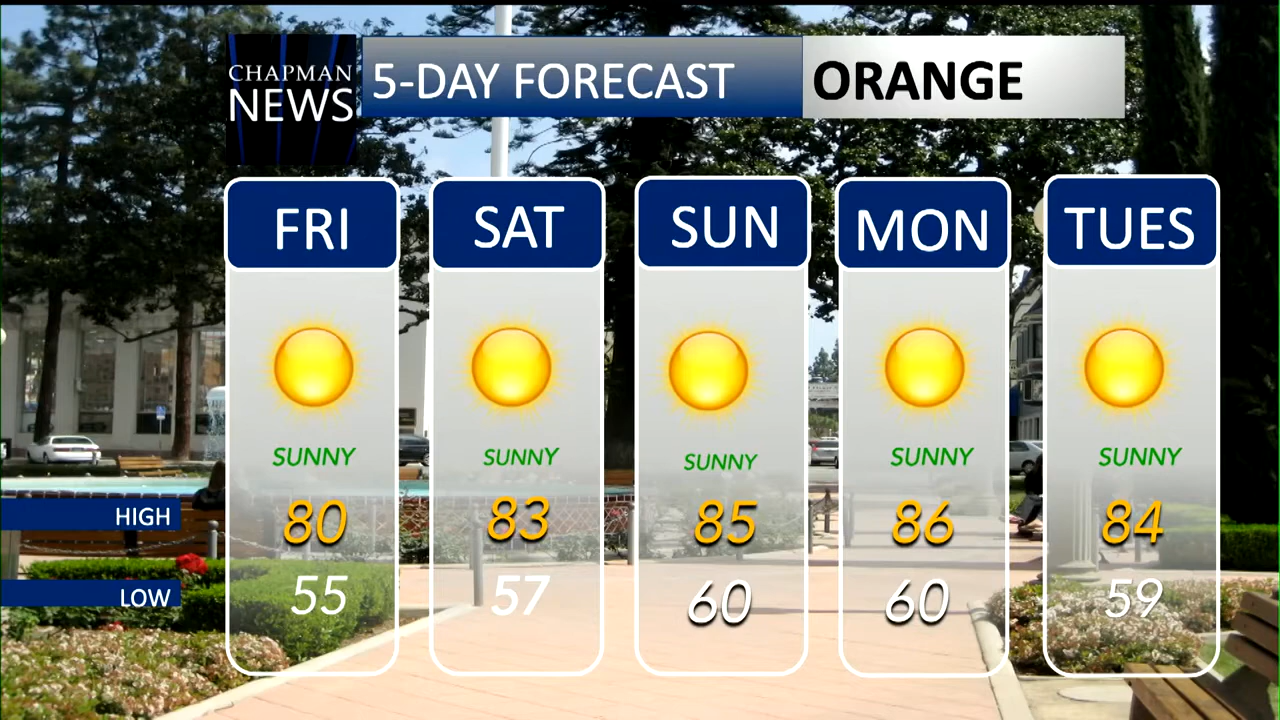 CHAPMAN
NEWS
5-DAY FORECAST
ORANGE
FRI
SAT
SUN
MON
TUES
SUNNY
SUNNY
SUNNY
SUNNY
SUNNY
HIGH
80
83
85
86
84
LOW
55
57
60
60
59